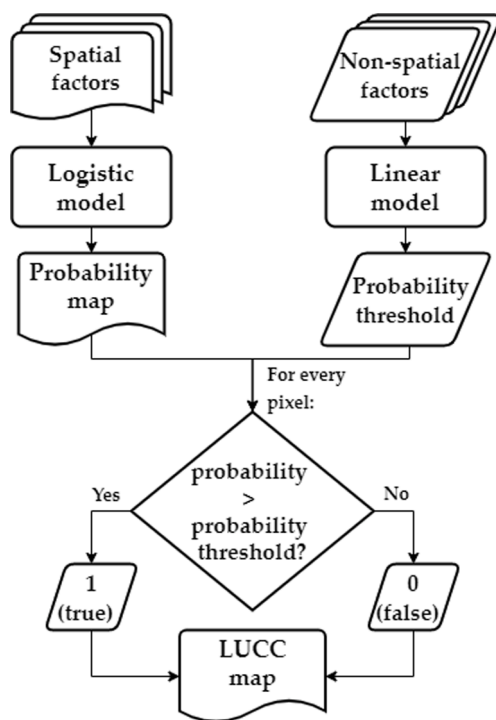 Spatial
factors
Non-spatial
factors
Logistic
model
Linear
model
Probability
map
Probability
threshold
For every
pixel:
probability
>
probability
threshold?
Yes
No
1
(true)
0
(false)
LUCC
map